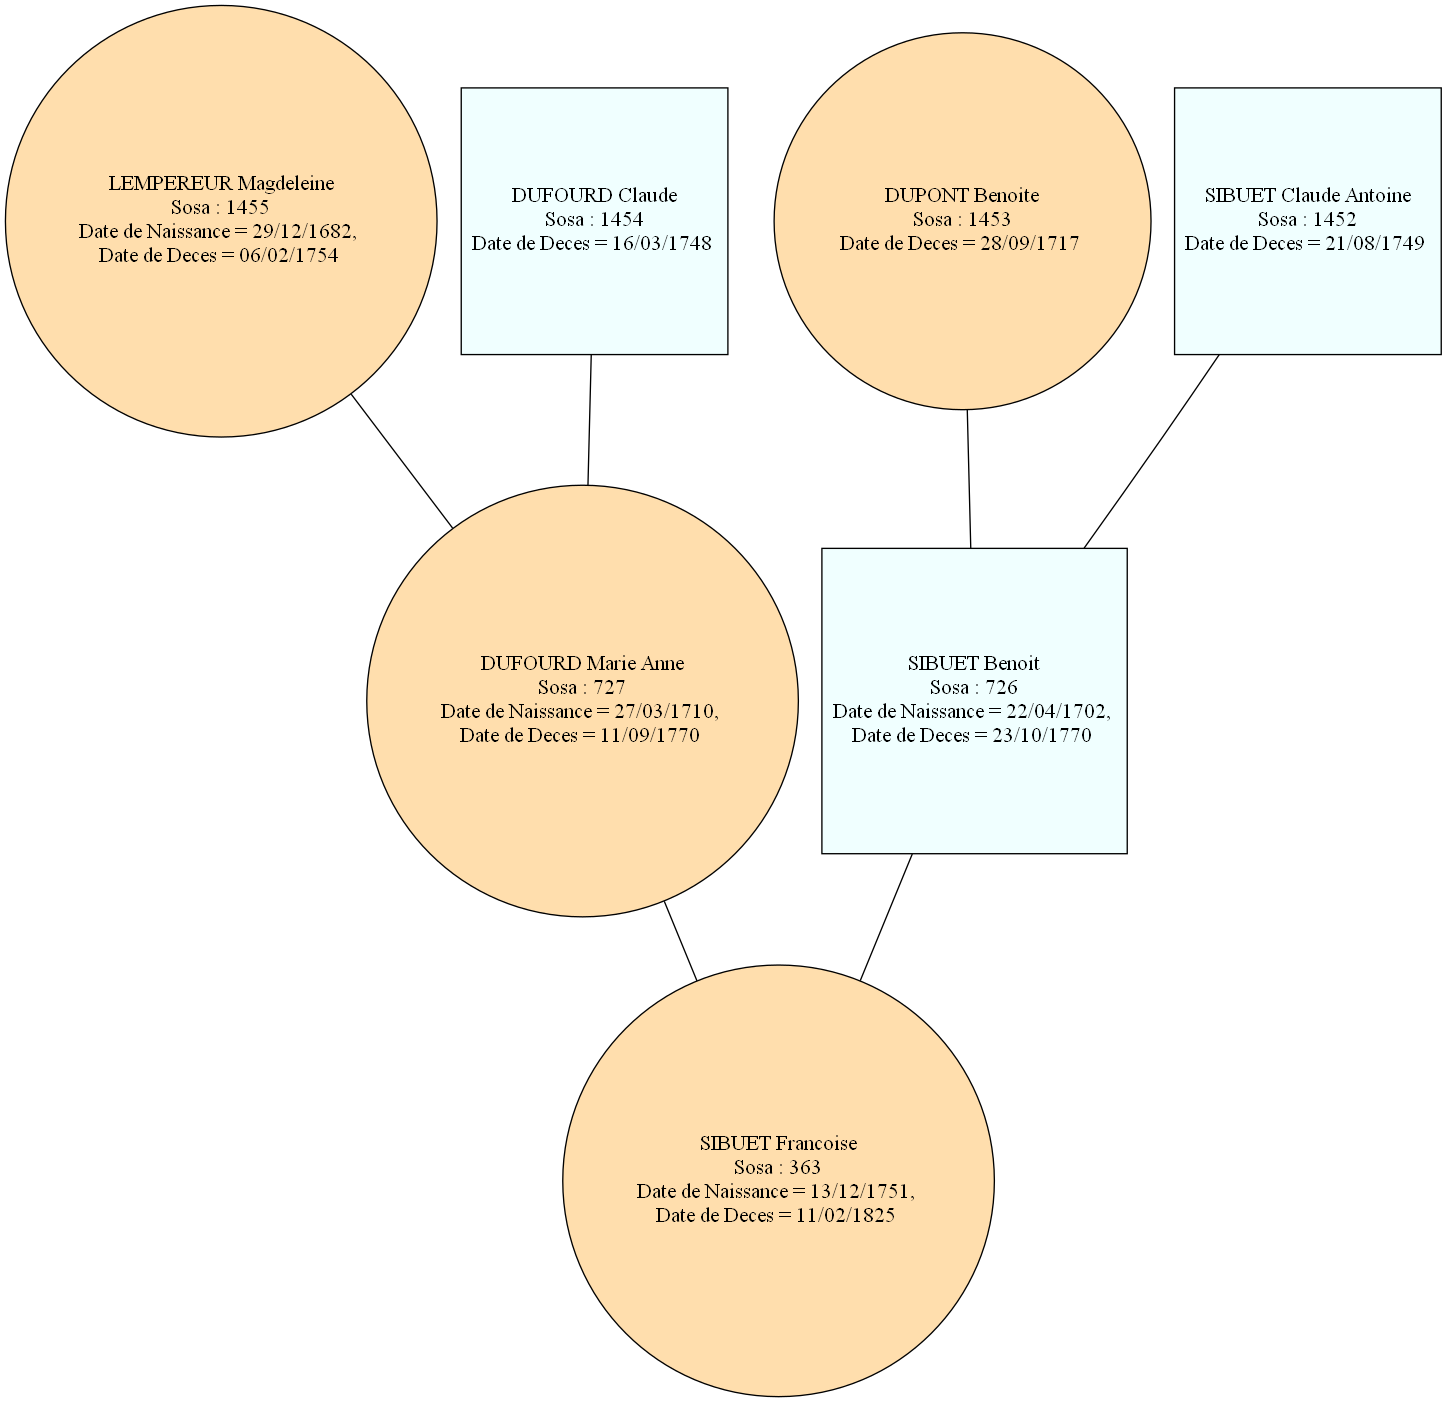 LEMPEREUR Magdeleine
Sosa : 1455
Date de Naissance = 29/12/1682,
Date de Deces = 06/02/1754
DUFOURD Claude
Sosa : 1454
Date de Deces = 16/03/1748
DUPONT Benoite
Sosa : 1453
Date de Deces = 28/09/1717
SIBUET Claude Antoine
Sosa : 1452
Date de Deces = 21/08/1749
DUFOURD Marie Anne
Sosa : 727
Date de Naissance = 27/03/1710,
Date de Deces = 11/09/1770
SIBUET Benoit
Sosa : 726
Date de Naissance = 22/04/1702,
Date de Deces = 23/10/1770
SIBUET Francoise
Sosa : 363
Date de Naissance = 13/12/1751,
Date de Deces = 11/02/1825